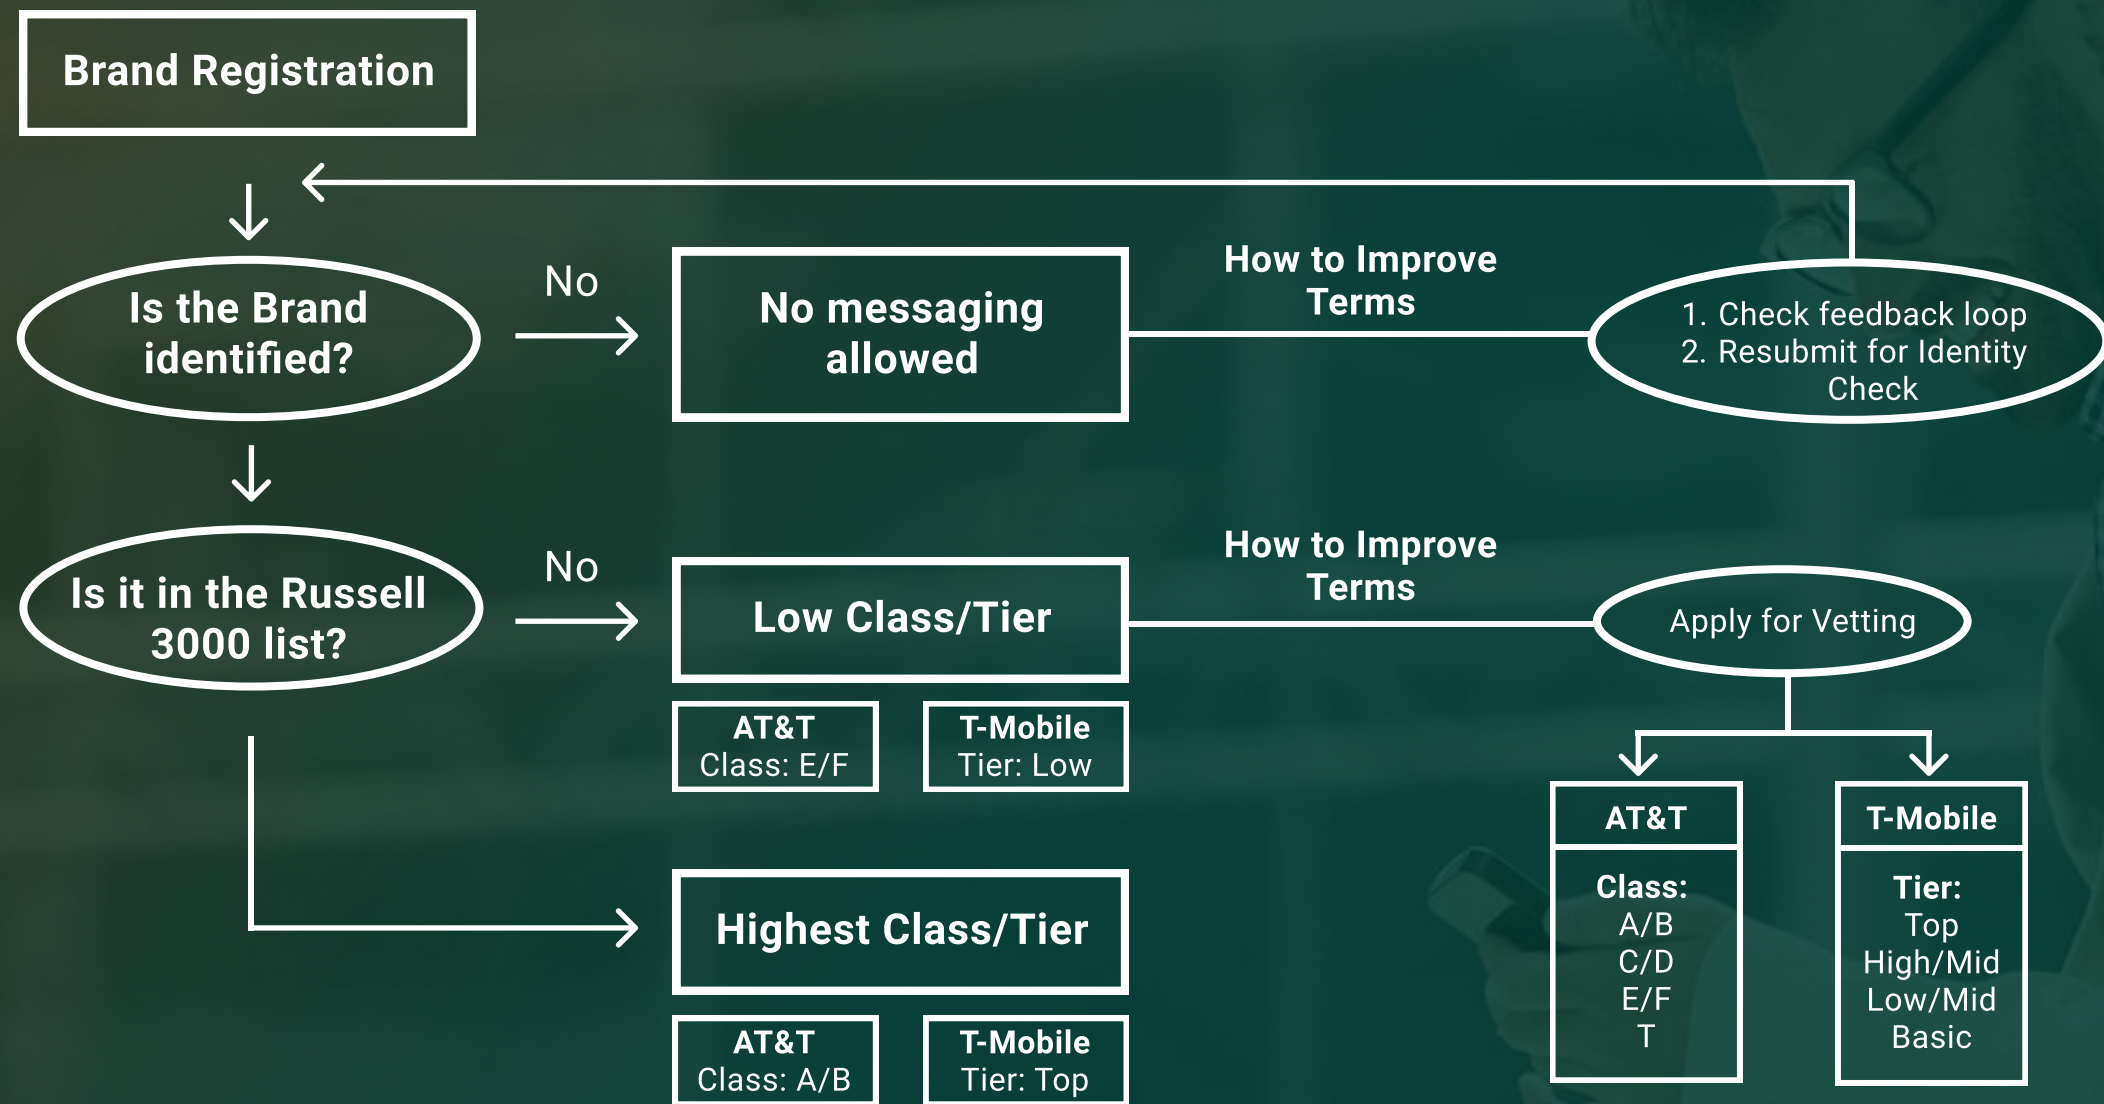 Brand Registration
Is the Brand
identified?
No
No messaging
allowed
How to Improve
Terms
1. Check feedback loop
2. Resubmit for Identity
Check
Is it in the Russell
3000 list?
No
Low Class/Tier
AT&T
Class: E/F
T-Mobile
Tier: Low
How to Improve
Terms
Apply for Vetting
AT&T
Class:
A/B
C/D
E/F
T
T-Mobile
Tier:
Top
High/Mid
Low/Mid
Basic
Highest Class/Tier
AT&T
Class: A/B
T-Mobile
Tier: Top